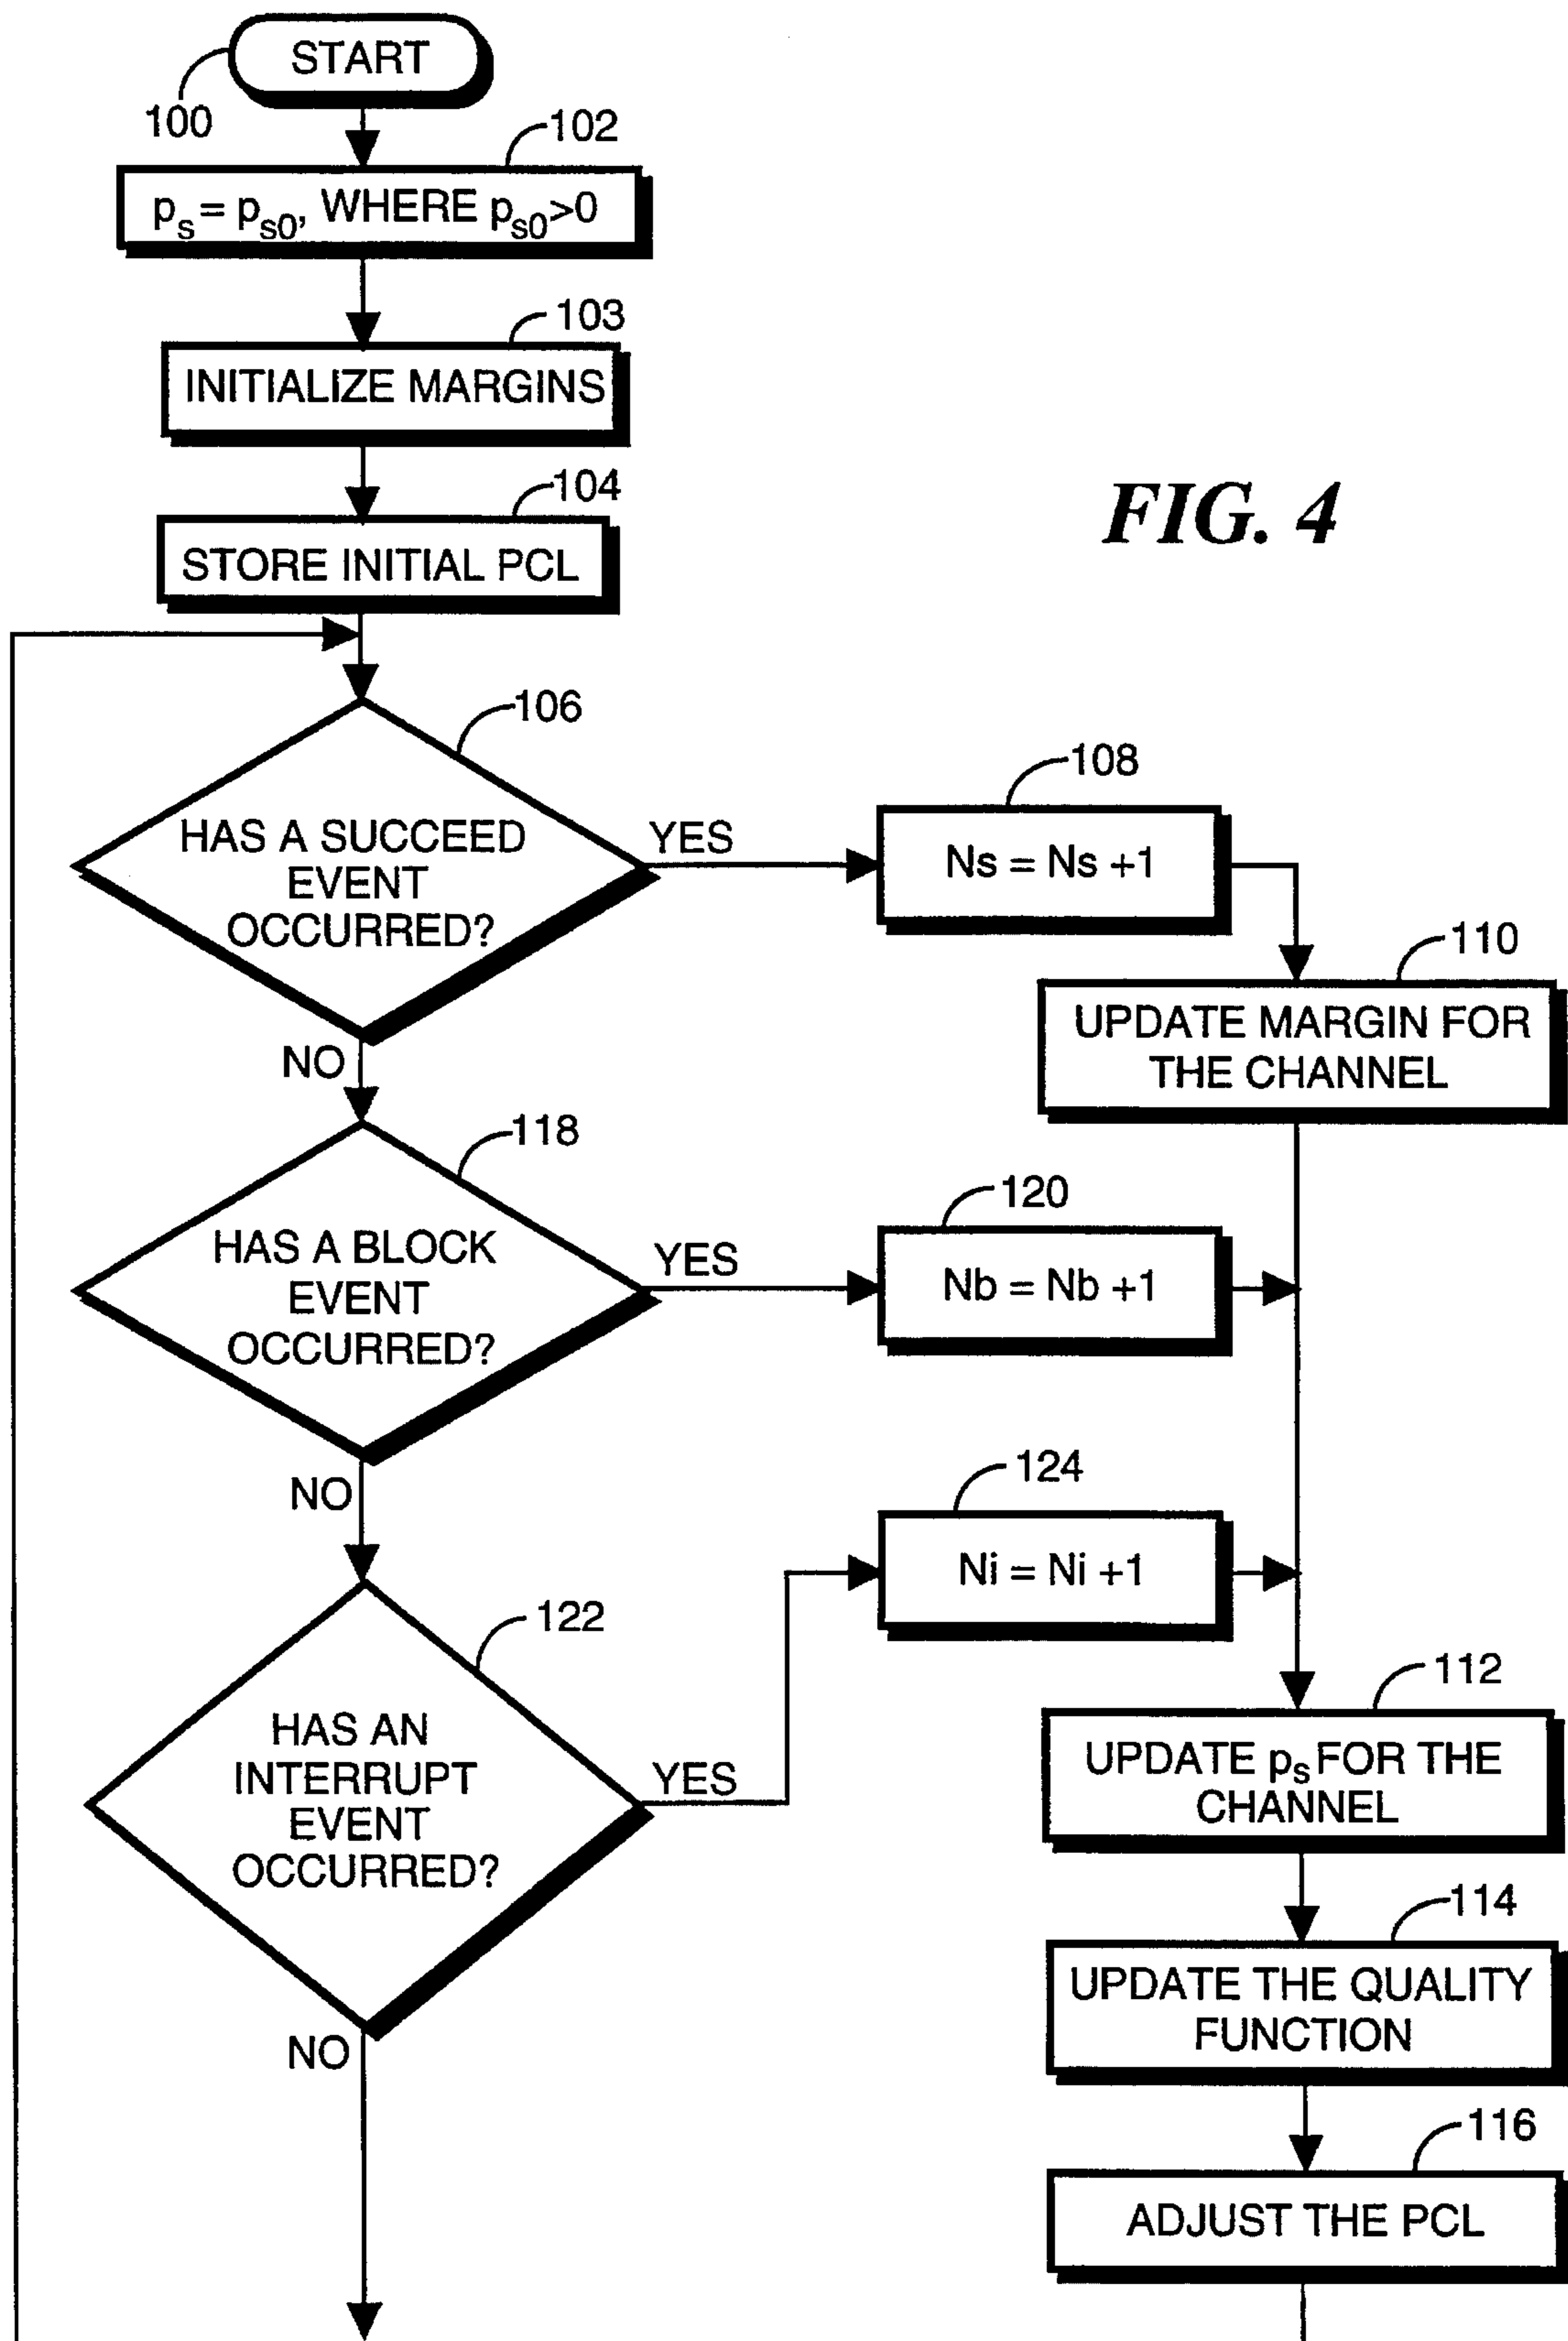 START
100
102
pₛ = pₛ₀, WHERE pₛ₀>0
103
INITIALIZE MARGINS
104
STORE INITIAL PCL
FIG. 4
106
HAS A SUCCEED
EVENT
OCCURRED?
YES
108
Ns = Ns +1
110
UPDATE MARGIN FOR
THE CHANNEL
NO
118
HAS A BLOCK
EVENT
OCCURRED?
YES
120
Nb = Nb +1
NO
122
HAS AN
INTERRUPT
EVENT
OCCURRED?
YES
124
Ni = Ni +1
112
UPDATE pₛ FOR THE
CHANNEL
114
UPDATE THE QUALITY
FUNCTION
NO
116
ADJUST THE PCL